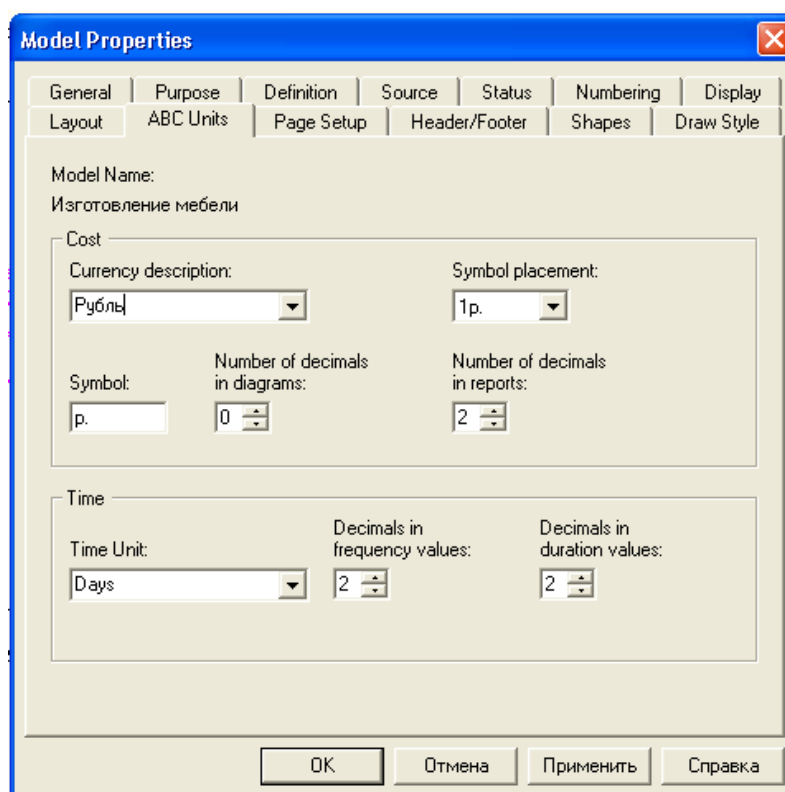 Model Properties
General Purpose Definition Source Status Numbering Display
Layout ABC Units Page Setup Header/Footer Shapes Draw Style
Model Name:
Изготовление мебели
Cost
Currency description: Symbol placement:
Рубль 1р.
Number of decimals Number of decimals
Symbol: in diagrams: in reports:
р. 0 2
Time
Decimals in Decimals in
Time Unit: frequency values: duration values:
Days 2 2
OK Отмена Применить Справка